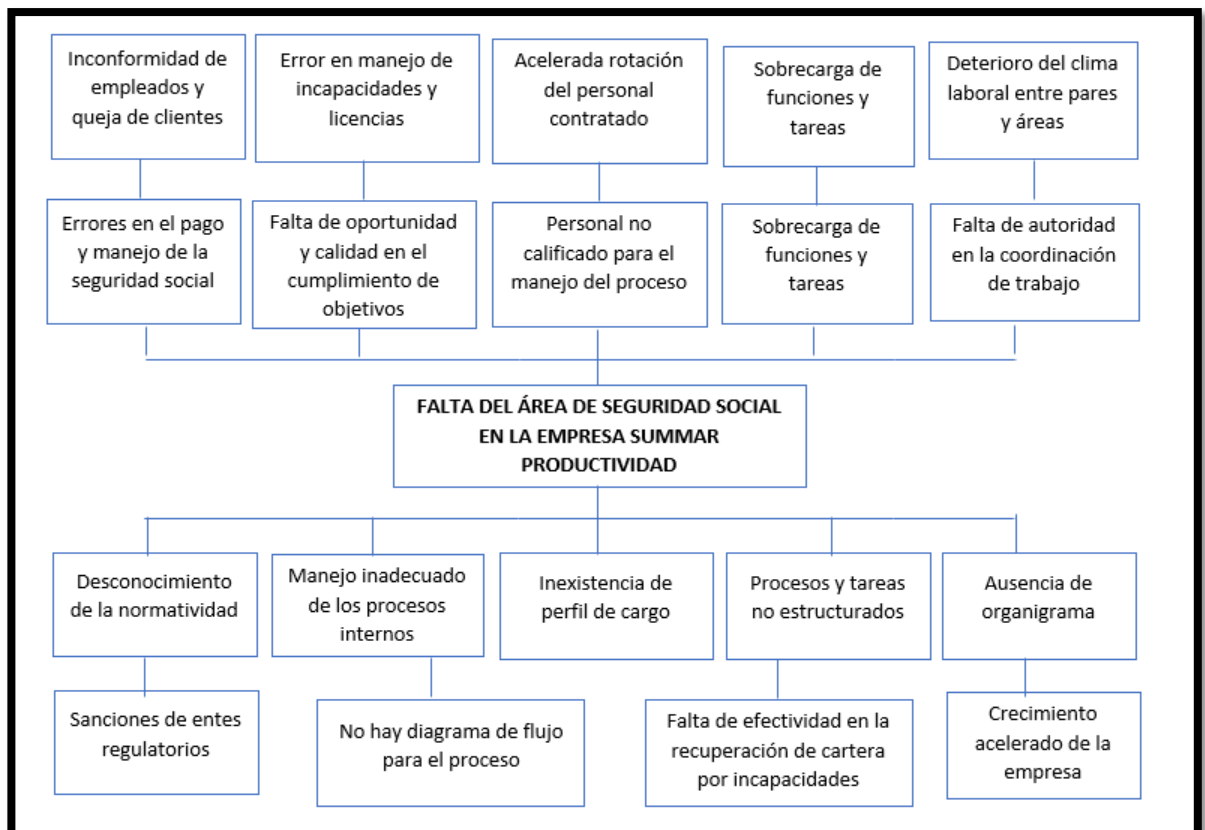 Inconformidad de
empleados y
queja de clientes
Error en manejo de
incapacidades y
licencias
Acelerada rotación
del personal
contratado
Sobrecarga de
funciones y
tareas
Deterioro del clima
laboral entre pares
y áreas
Errores en el pago
y manejo de la
seguridad social
Falta de oportunidad
y calidad en el
cumplimiento de
objetivos
Personal no
calificado para el
manejo del proceso
Sobrecarga de
funciones y
tareas
Falta de autoridad
en la coordinación
de trabajo
FALTA DEL ÁREA DE SEGURIDAD SOCIAL
EN LA EMPRESA SUMMAR
PRODUCTIVIDAD
Desconocimiento
de la normatividad
Manejo inadecuado
de los procesos
internos
Inexistencia de
perfil de cargo
Procesos y tareas
no estructurados
Ausencia de
organigrama
Sanciones de entes
regulatorios
No hay diagrama de flujo
para el proceso
Falta de efectividad en la
recuperación de cartera
por incapacidades
Crecimiento
acelerado de la
empresa